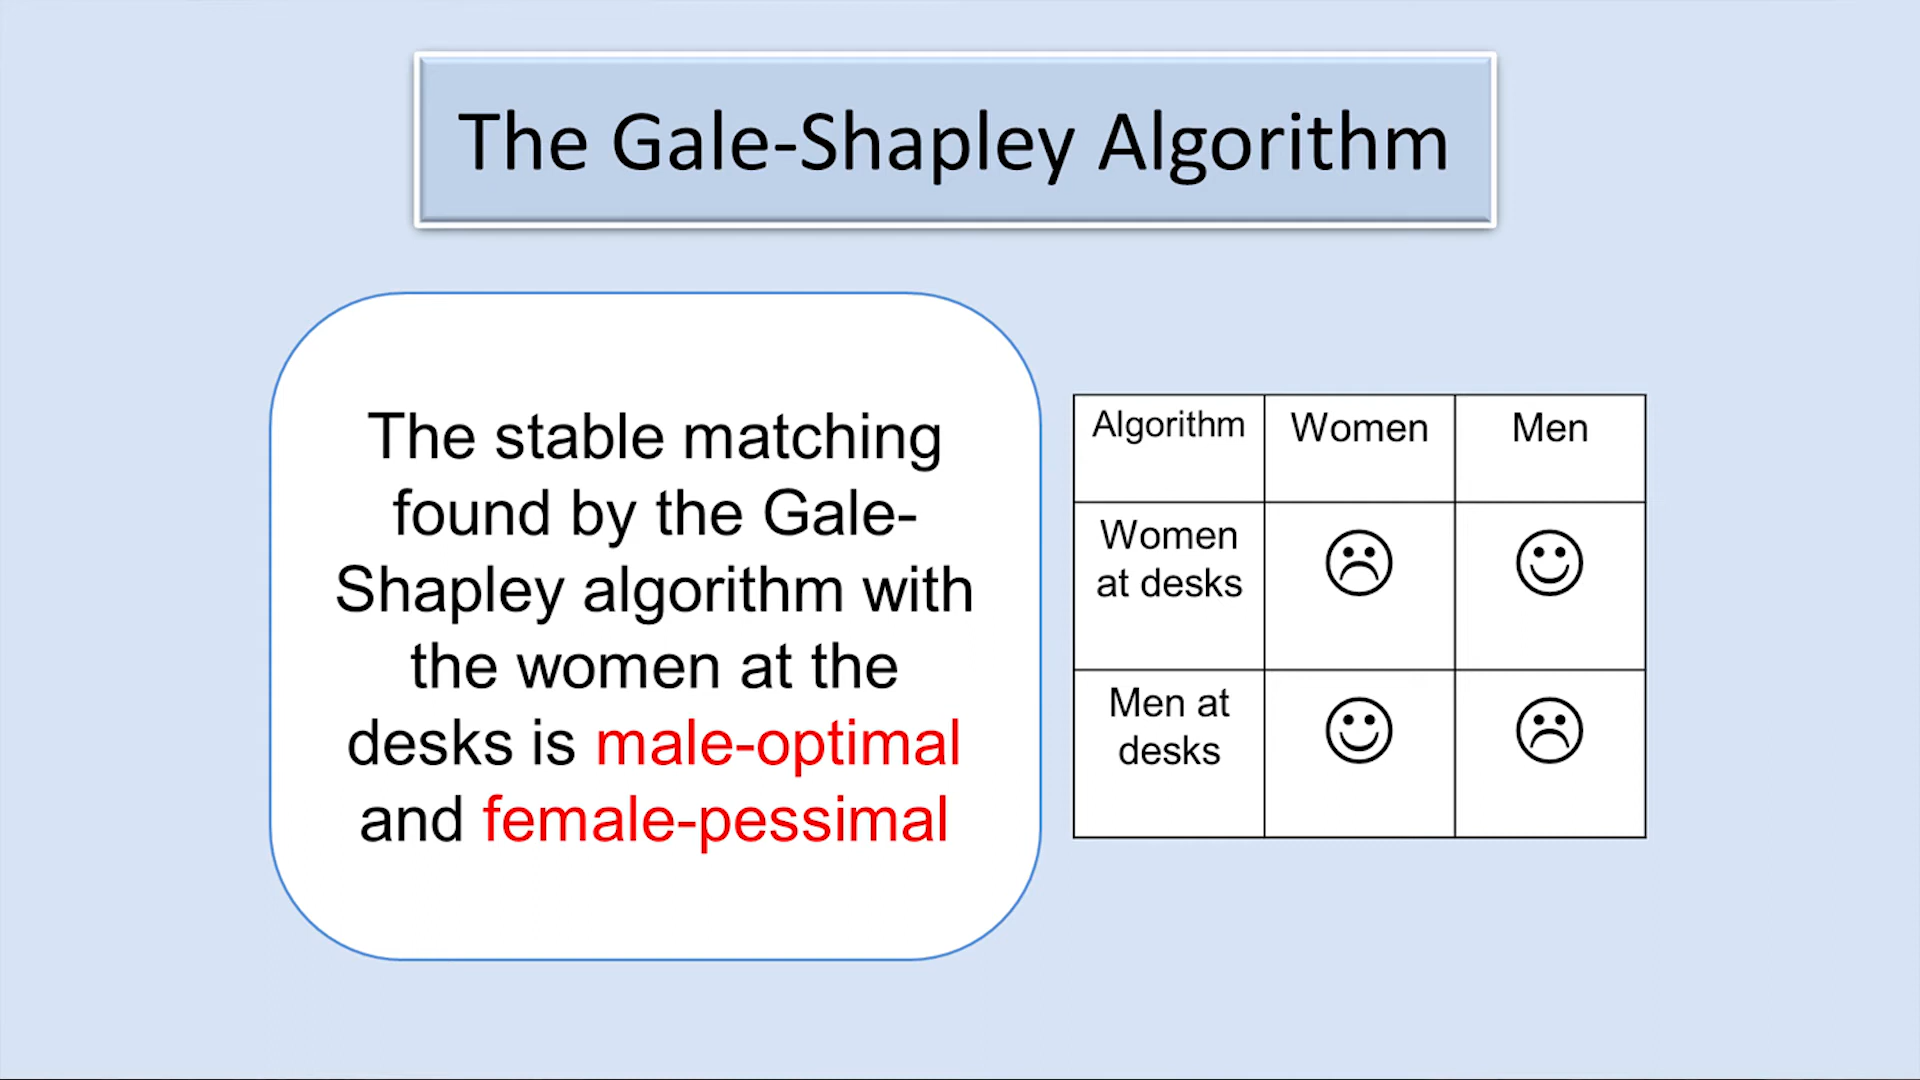 The Gale-Shapley Algorithm
The stable matching
found by the Gale-
Shapley algorithm with
the women at the
desks is male-optimal
and female-pessimal
Algorithm Women Men
Women
at desks
Men at
desks